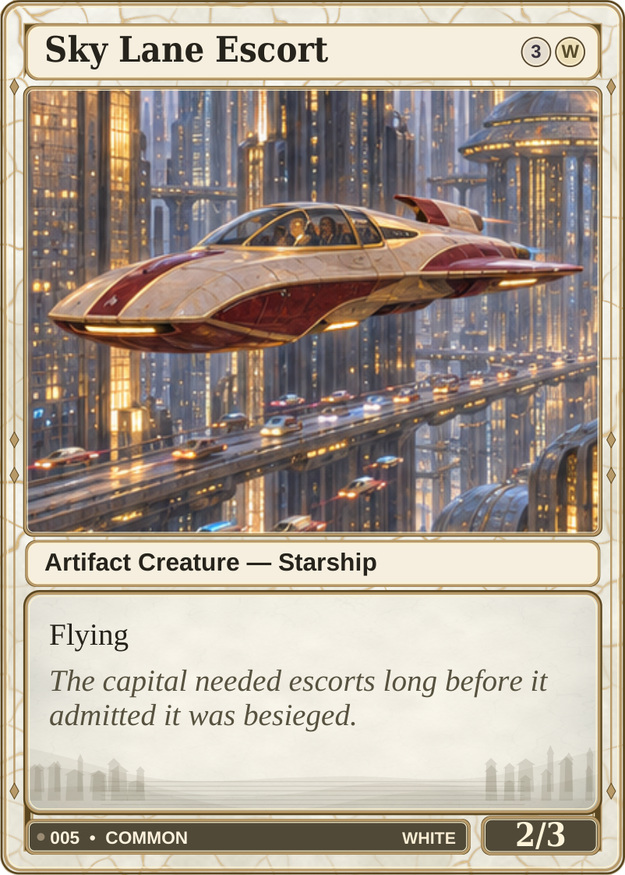 Sky Lane Escort
3 W
Artifact Creature — Starship
Flying
The capital needed escorts long before it
admitted it was besieged.
005 • COMMON
WHITE
2/3